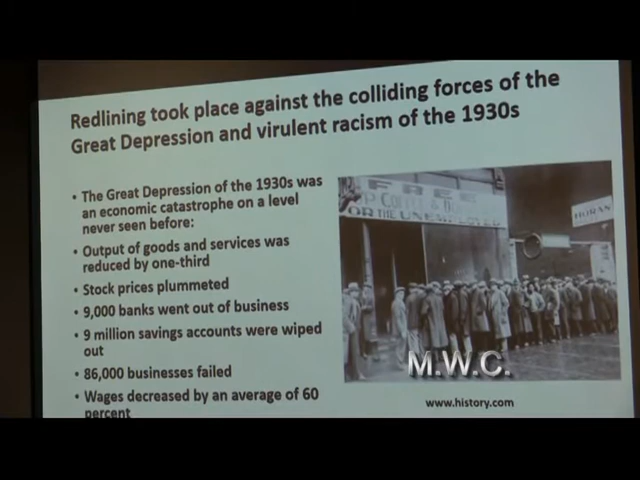 Redlining took place against the colliding forces of the
Great Depression and virulent racism of the 1930s
• The Great Depression of the 1930s was
an economic catastrophe on a level
never seen before:
• Output of goods and services was
reduced by one-third
• Stock prices plummeted
• 9,000 banks went out of business
• 9 million savings accounts were wiped
out
• 86,000 businesses failed
• Wages decreased by an average of 60
percent
FREE
COFFEE &
FOR THE UNEMPLOYED
HORAN
M.W.C.
www.history.com